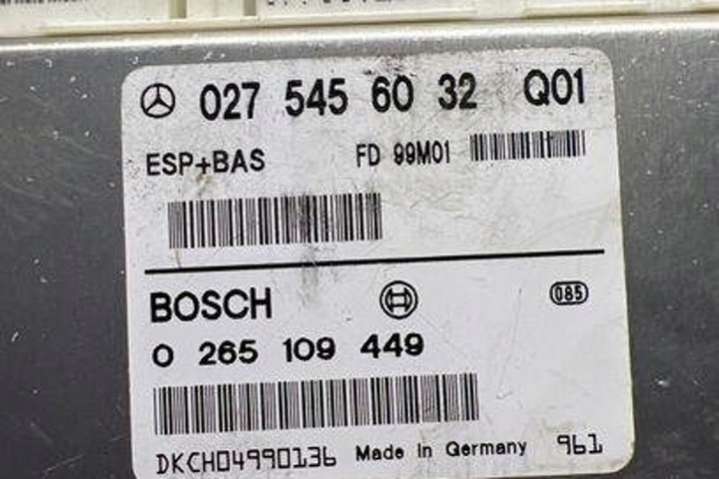 027 545 60 32 Q01
ESP+BAS FD 99M01
BOSCH 085
0 265 109 449
DKCH04990136 Made in Germany 961